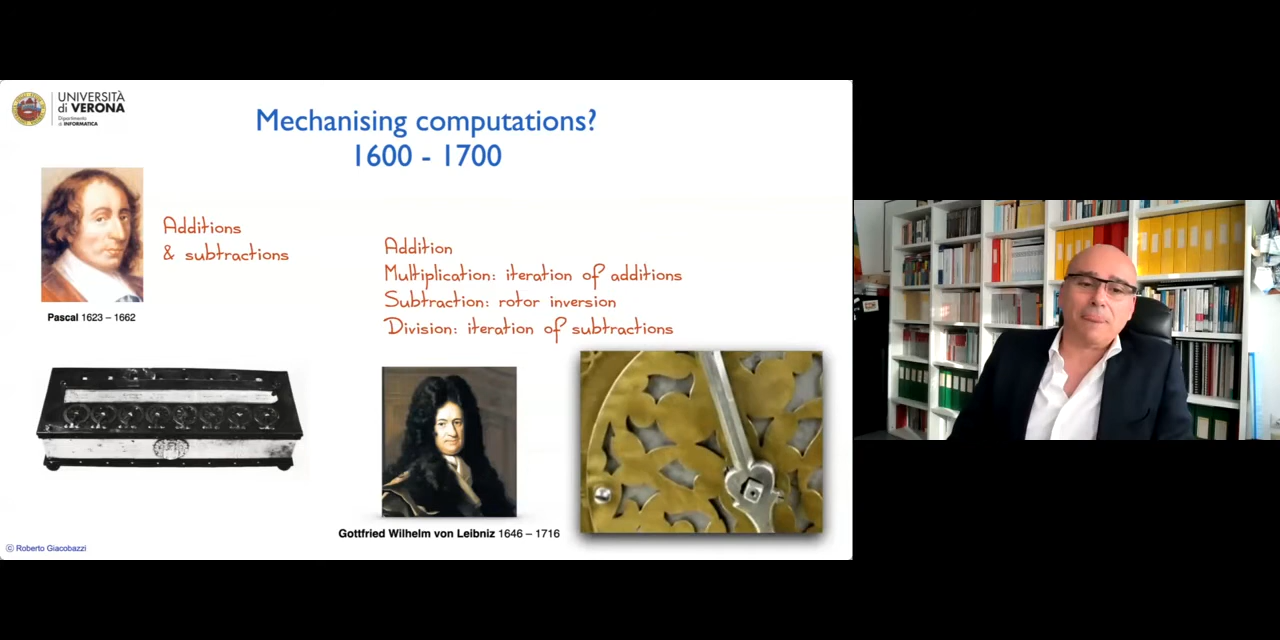 UNIVERSITÀ
di VERONA
Dipartimento
di INFORMATICA
Mechanising computations?
1600 - 1700
Additions
& subtractions
Pascal 1623 – 1662
Addition
Multiplication: iteration of additions
Subtraction: rotor inversion
Division: iteration of subtractions
Gottfried Wilhelm von Leibniz 1646 – 1716
© Roberto Giacobazzi